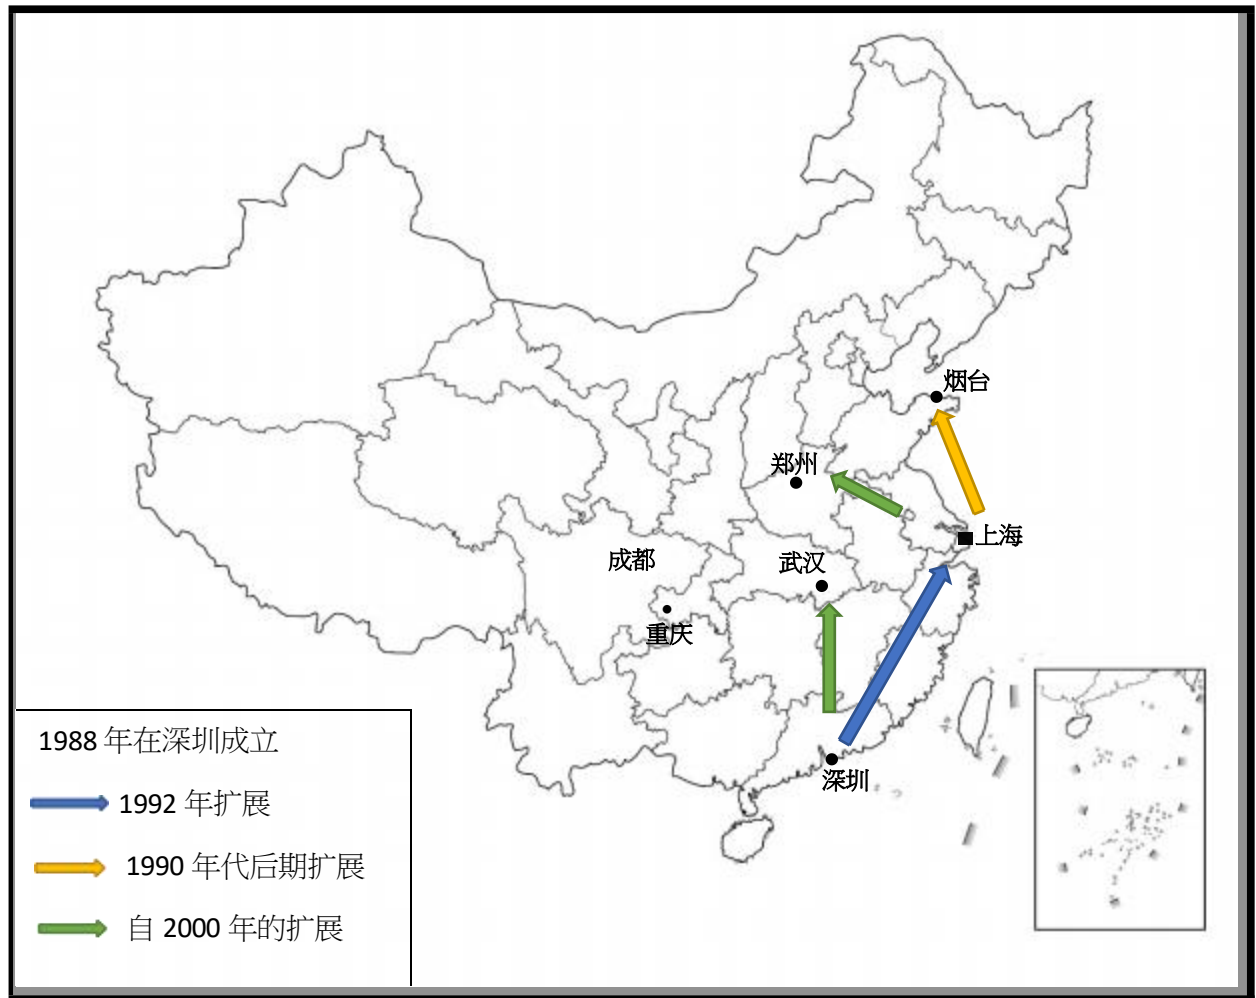 烟台
郑州
上海
成都
武汉
重庆
深圳
1988 年在深圳成立
1992 年扩展
1990 年代后期扩展
自 2000 年的扩展